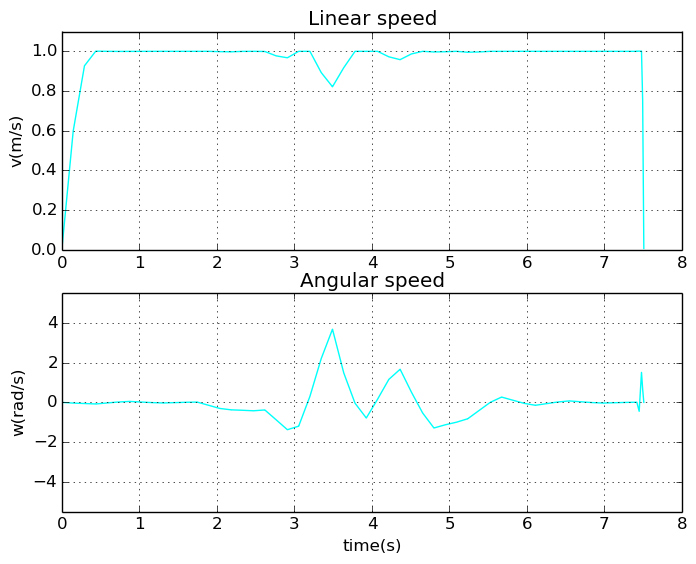 Linear speed
v(m/s)
1.0
0.8
0.6
0.4
0.2
0.0
0 1 2 3 4 5 6 7 8
Angular speed
w(rad/s)
4
2
0
−2
−4
0 1 2 3 4 5 6 7 8
time(s)